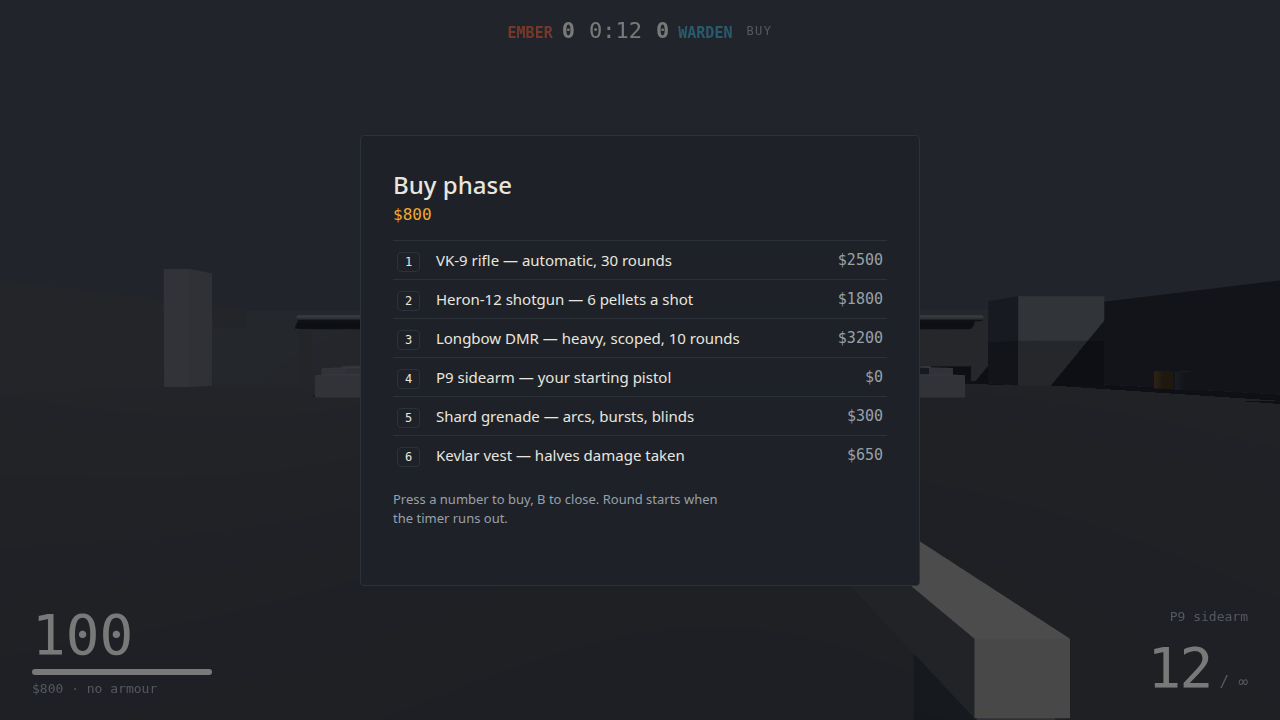 EMBER 0 0:12 0 WARDEN BUY
Buy phase
$800
1 VK-9 rifle — automatic, 30 rounds $2500
2 Heron-12 shotgun — 6 pellets a shot $1800
3 Longbow DMR — heavy, scoped, 10 rounds $3200
4 P9 sidearm — your starting pistol $0
5 Shard grenade — arcs, bursts, blinds $300
6 Kevlar vest — halves damage taken $650
Press a number to buy, B to close. Round starts when
the timer runs out.
100
$800 · no armour
P9 sidearm
12 / ∞